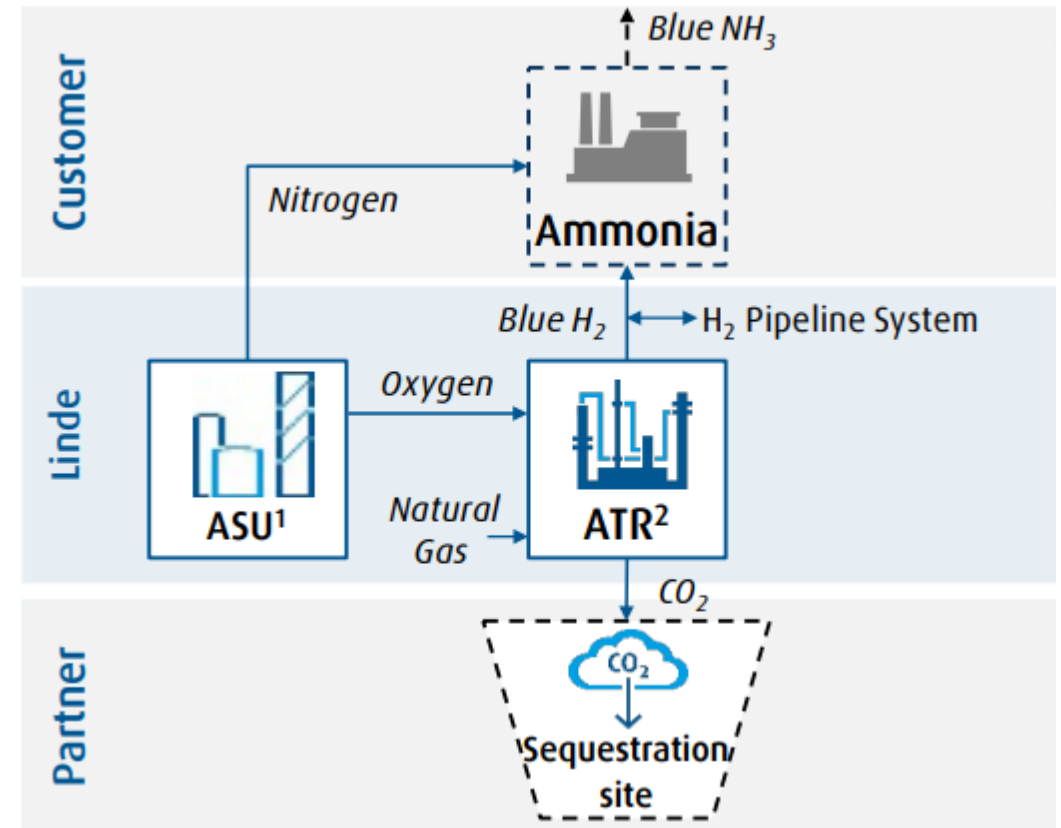 Customer
Blue NH₃
Nitrogen
Ammonia
Linde
Blue H₂
H₂ Pipeline System
Oxygen
ASU¹
Natural
Gas
ATR²
Partner
CO₂
CO₂
Sequestration
site